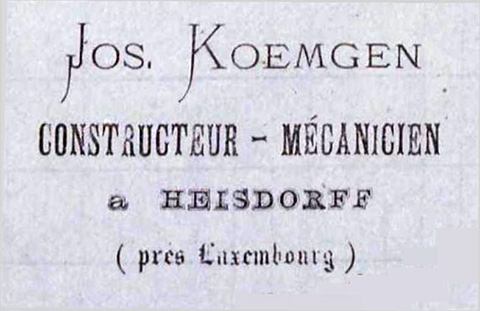 JOS. KOEMGEN
CONSTRUCTEUR - MÉCANICIEN
a HEISDORFF
( près Luxembourg )